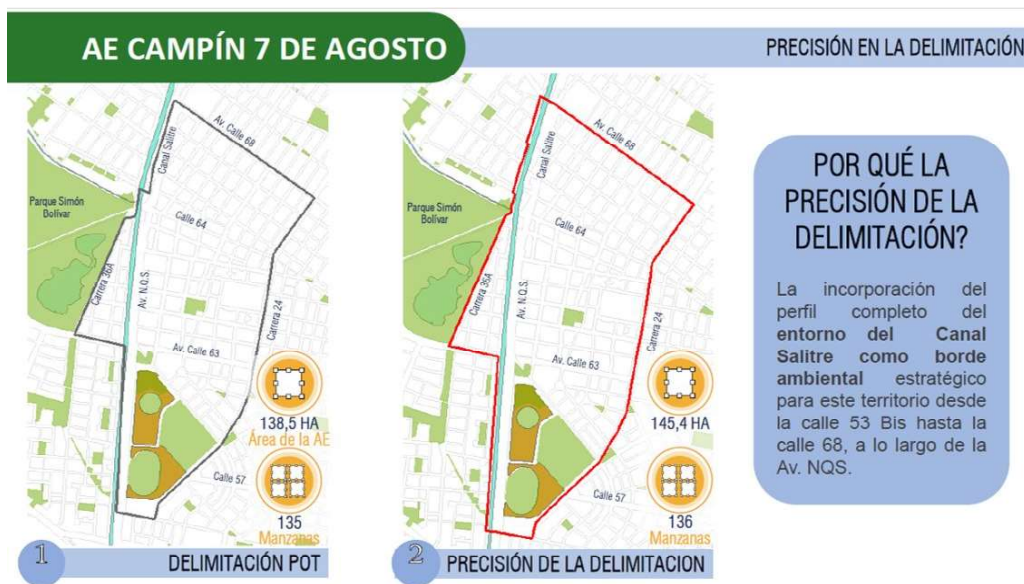 AE CAMPÍN 7 DE AGOSTO
PRECISIÓN EN LA DELIMITACIÓN
Av. Calle 68
Canal Salitre
Parque Simón
Bolívar
Calle 64
Carrera 36A
Av. N.Q.S.
Carrera 24
Av. Calle 63
138,5 HA
Área de la AE
Calle 57
135
Manzanas
1
DELIMITACIÓN POT
Av. Calle 68
Canal Salitre
Parque Simón
Bolívar
Calle 64
Carrera 35A
Av. N.Q.S.
Carrera 24
Av. Calle 63
145,4 HA
Calle 57
136
Manzanas
2
PRECISIÓN DE LA DELIMITACION
POR QUÉ LA
PRECISIÓN DE LA
DELIMITACIÓN?
La incorporación del
perfil completo del
entorno del Canal
Salitre como borde
ambiental estratégico
para este territorio desde
la calle 53 Bis hasta la
calle 68, a lo largo de la
Av. NQS.